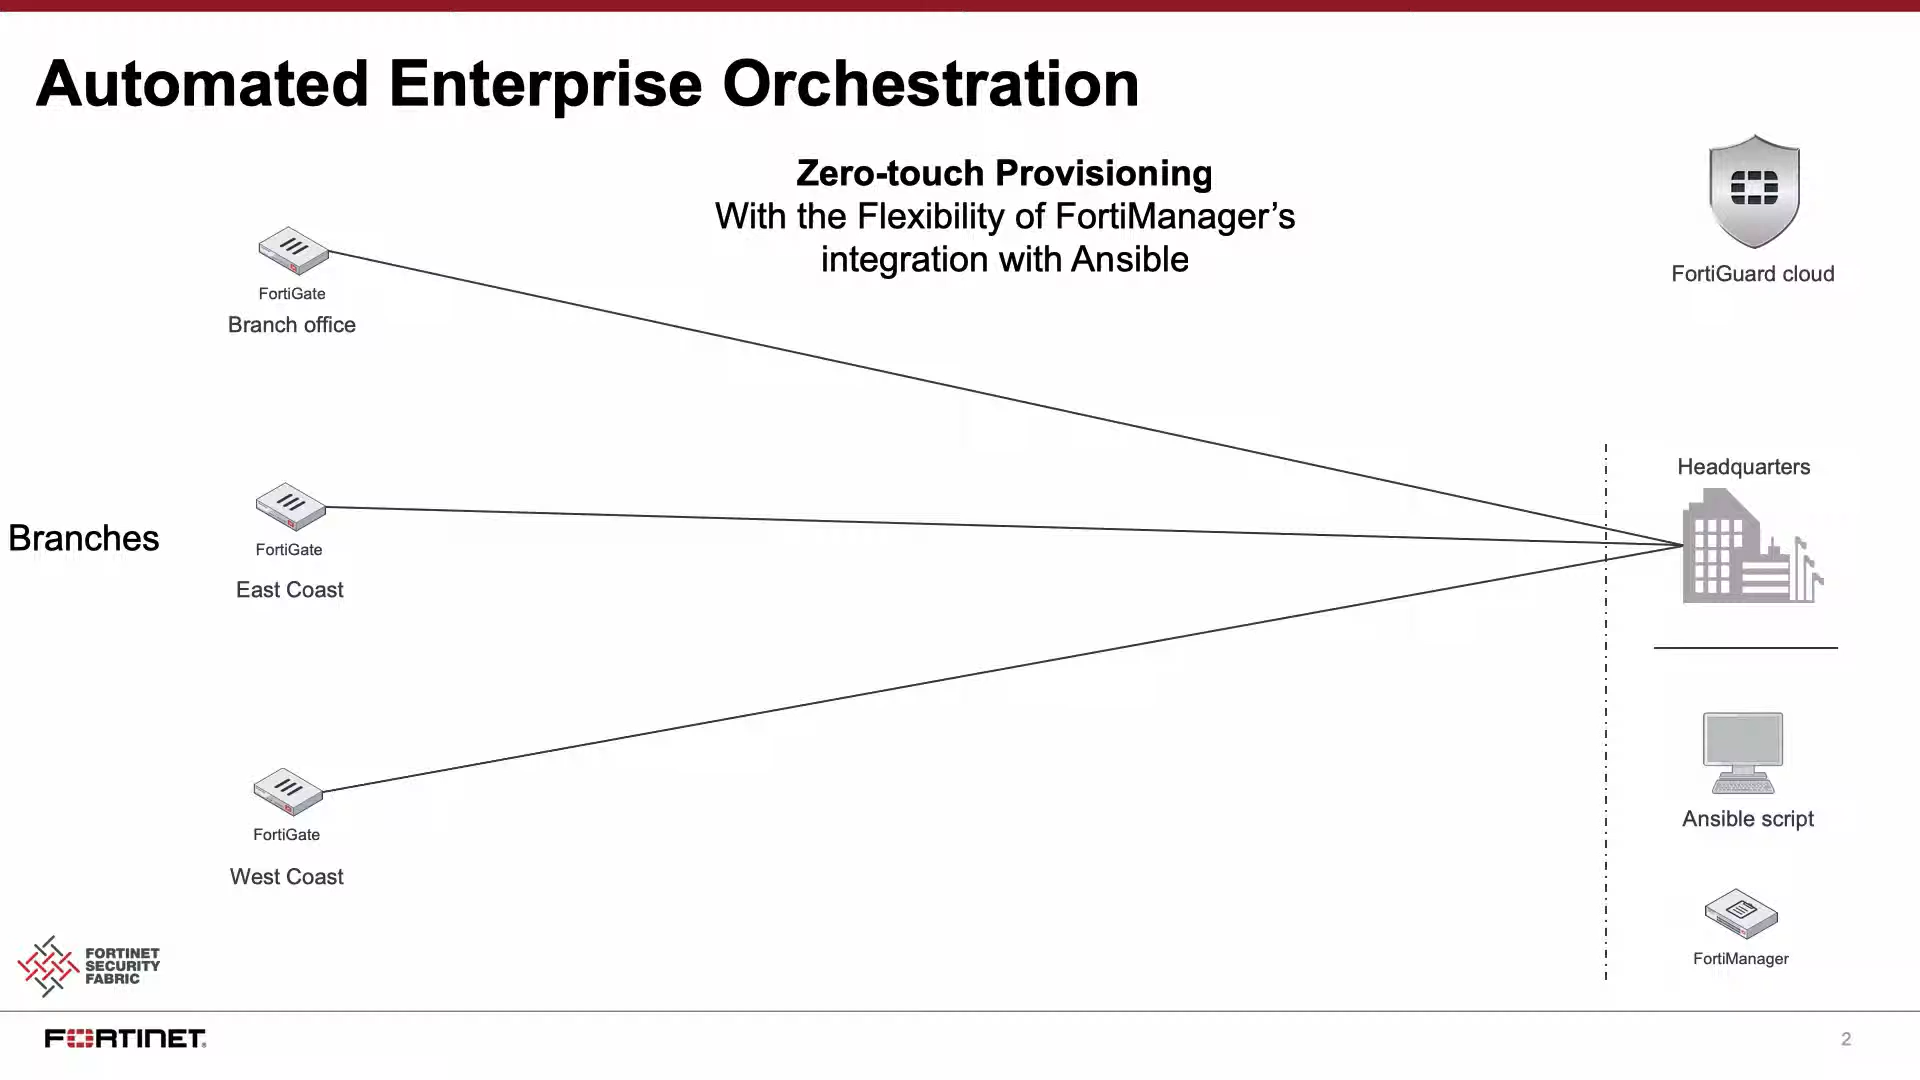 Automated Enterprise Orchestration
Zero-touch Provisioning
With the Flexibility of FortiManager’s
integration with Ansible
FortiGuard cloud
FortiGate
Branch office
Headquarters
Branches
FortiGate
East Coast
Ansible script
FortiGate
West Coast
FortiManager
FORTINET
SECURITY
FABRIC
FORTINET®
2